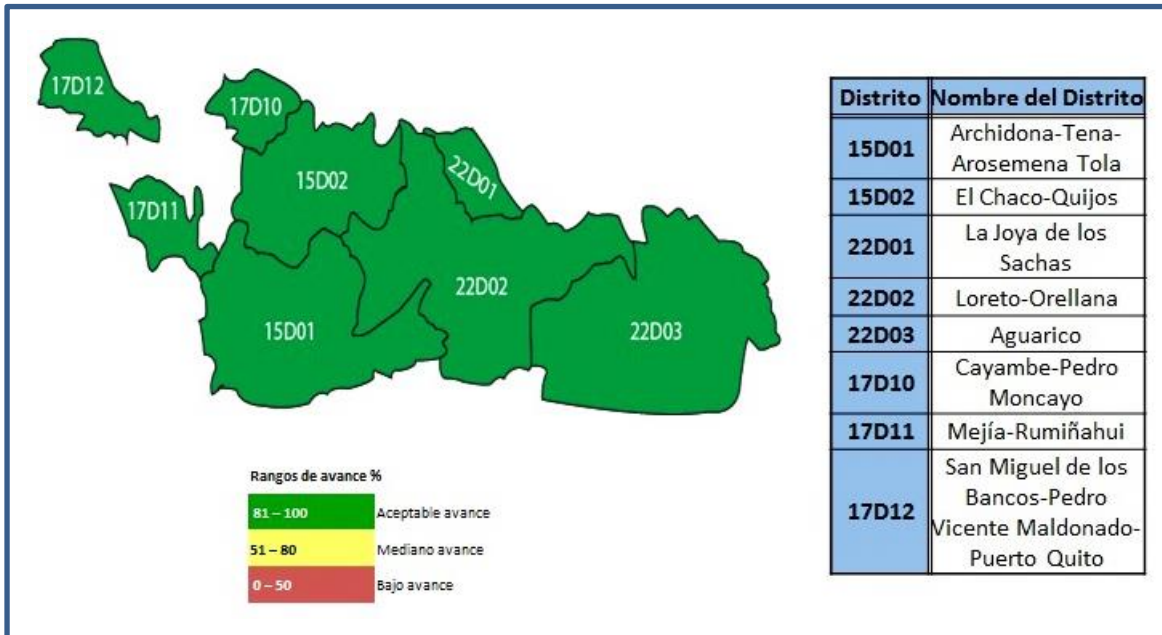 17D12
17D10
15D02
22D01
17D11
22D02
15D01
22D03
Rangos de avance %
81 – 100 Aceptable avance
51 – 80 Mediano avance
0 – 50 Bajo avance
Distrito Nombre del Distrito
15D01 Archidona-Tena-
Arosemena Tola
15D02 El Chaco-Quijos
22D01 La Joya de los
Sachas
22D02 Loreto-Orellana
22D03 Aguarico
17D10 Cayambe-Pedro
Moncayo
17D11 Mejía-Rumiñahui
17D12 San Miguel de los
Bancos-Pedro
Vicente Maldonado-
Puerto Quito